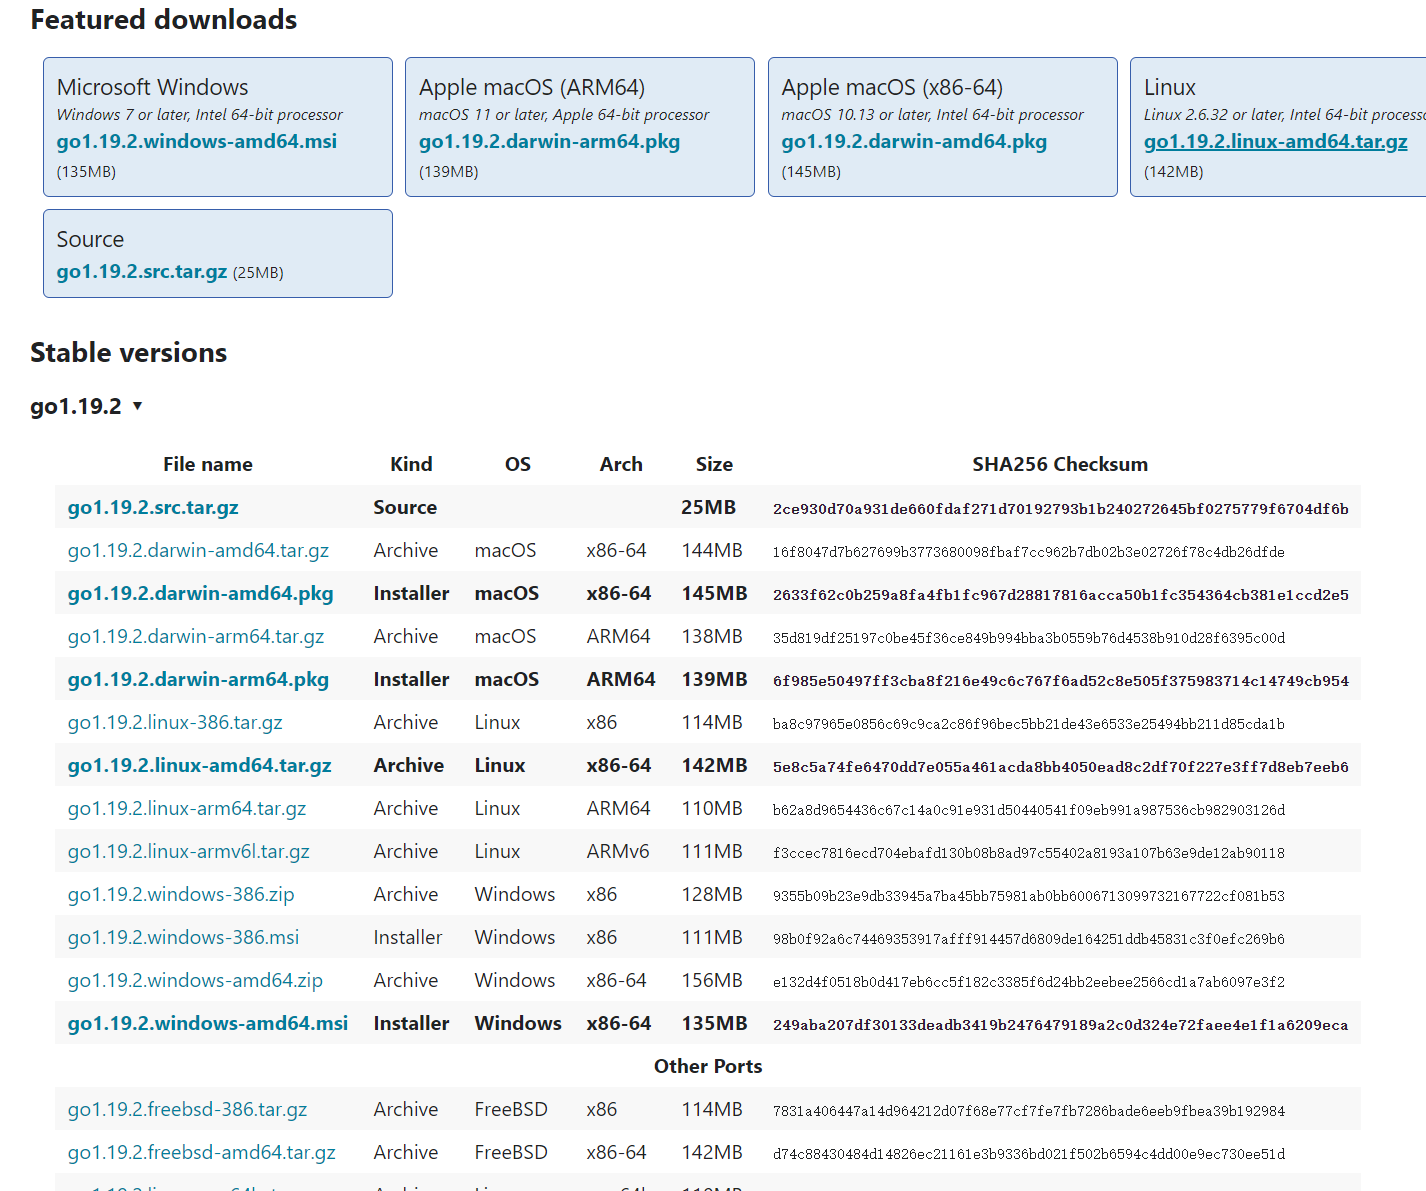 Featured downloads
Microsoft Windows
Windows 7 or later, Intel 64-bit processor
go1.19.2.windows-amd64.msi
(135MB)
Apple macOS (ARM64)
macOS 11 or later, Apple 64-bit processor
go1.19.2.darwin-arm64.pkg
(139MB)
Apple macOS (x86-64)
macOS 10.13 or later, Intel 64-bit processor
go1.19.2.darwin-amd64.pkg
(145MB)
Linux
Linux 2.6.32 or later, Intel 64-bit
go1.19.2.linux-amd64.tar.gz
(142MB)
Source
go1.19.2.src.tar.gz (25MB)
Stable versions
go1.19.2 ▼
File name Kind OS Arch Size SHA256 Checksum
go1.19.2.src.tar.gz Source 25MB 2ce930d70a931de660fdaf271d70192793b1b240272645bf0275779f6704df6b
go1.19.2.darwin-amd64.tar.gz Archive macOS x86-64 144MB 16f8047d7b627699b3773680098fbaf7cc962b7db02b3e02726f78c4db26dfde
go1.19.2.darwin-amd64.pkg Installer macOS x86-64 145MB 2633f62c0b259a8fa4fb1fc967d28817816acca50b1fc354364cb381e1ccd2e5
go1.19.2.darwin-arm64.tar.gz Archive macOS ARM64 138MB 35d819df25197c0be45f36ce849b994bba3b0559b76d4538b910d28f6395c00d
go1.19.2.darwin-arm64.pkg Installer macOS ARM64 139MB 6f985e50497ff3cba8f216e49c6c767f6ad52c8e505f375983714c14749cb954
go1.19.2.linux-386.tar.gz Archive Linux x86 114MB ba8c97965e0856c69c9ca2c86f96bec5bb21de43e6533e25494bb211d85cda1b
go1.19.2.linux-amd64.tar.gz Archive Linux x86-64 142MB 5e8c5a74fe6470dd7e055a461acda8bb4050ead8c2df70f227e3ff7d8eb7eeb6
go1.19.2.linux-arm64.tar.gz Archive Linux ARM64 110MB b62a8d9654436c67c14a0c91e931d50440541f09eb991a987536cb982903126d
go1.19.2.linux-armv6l.tar.gz Archive Linux ARMv6 111MB f3ccec7816ecd704ebafd130b08b8ad97c55402a8193a107b63e9de12ab90118
go1.19.2.windows-386.zip Archive Windows x86 128MB 9355b09b23e9db33945a7ba45bb75981ab0bb6006713099732167722cf081b53
go1.19.2.windows-386.msi Installer Windows x86 111MB 98b0f92a6c74469353917afff914457d6809de164251ddb45831c3f0efc269b6
go1.19.2.windows-amd64.zip Archive Windows x86-64 156MB e132d4f0518b0d417eb6cc5f182c3385f6d24bb2eebee2566cd1a7ab6097e3f2
go1.19.2.windows-amd64.msi Installer Windows x86-64 135MB 249aba207df30133deadb3419b2476479189a2c0d324e72faee4e1f1a6209eca
Other Ports
go1.19.2.freebsd-386.tar.gz Archive FreeBSD x86 114MB 7831a406447a14d964212d07f68e77cf7fe7fb7286bade6eeb9fbea39b192984
go1.19.2.freebsd-amd64.tar.gz Archive FreeBSD x86-64 142MB d74c88430484d14826ec21161e3b9336bd021f502b6594c4dd00e9ec730ee51d